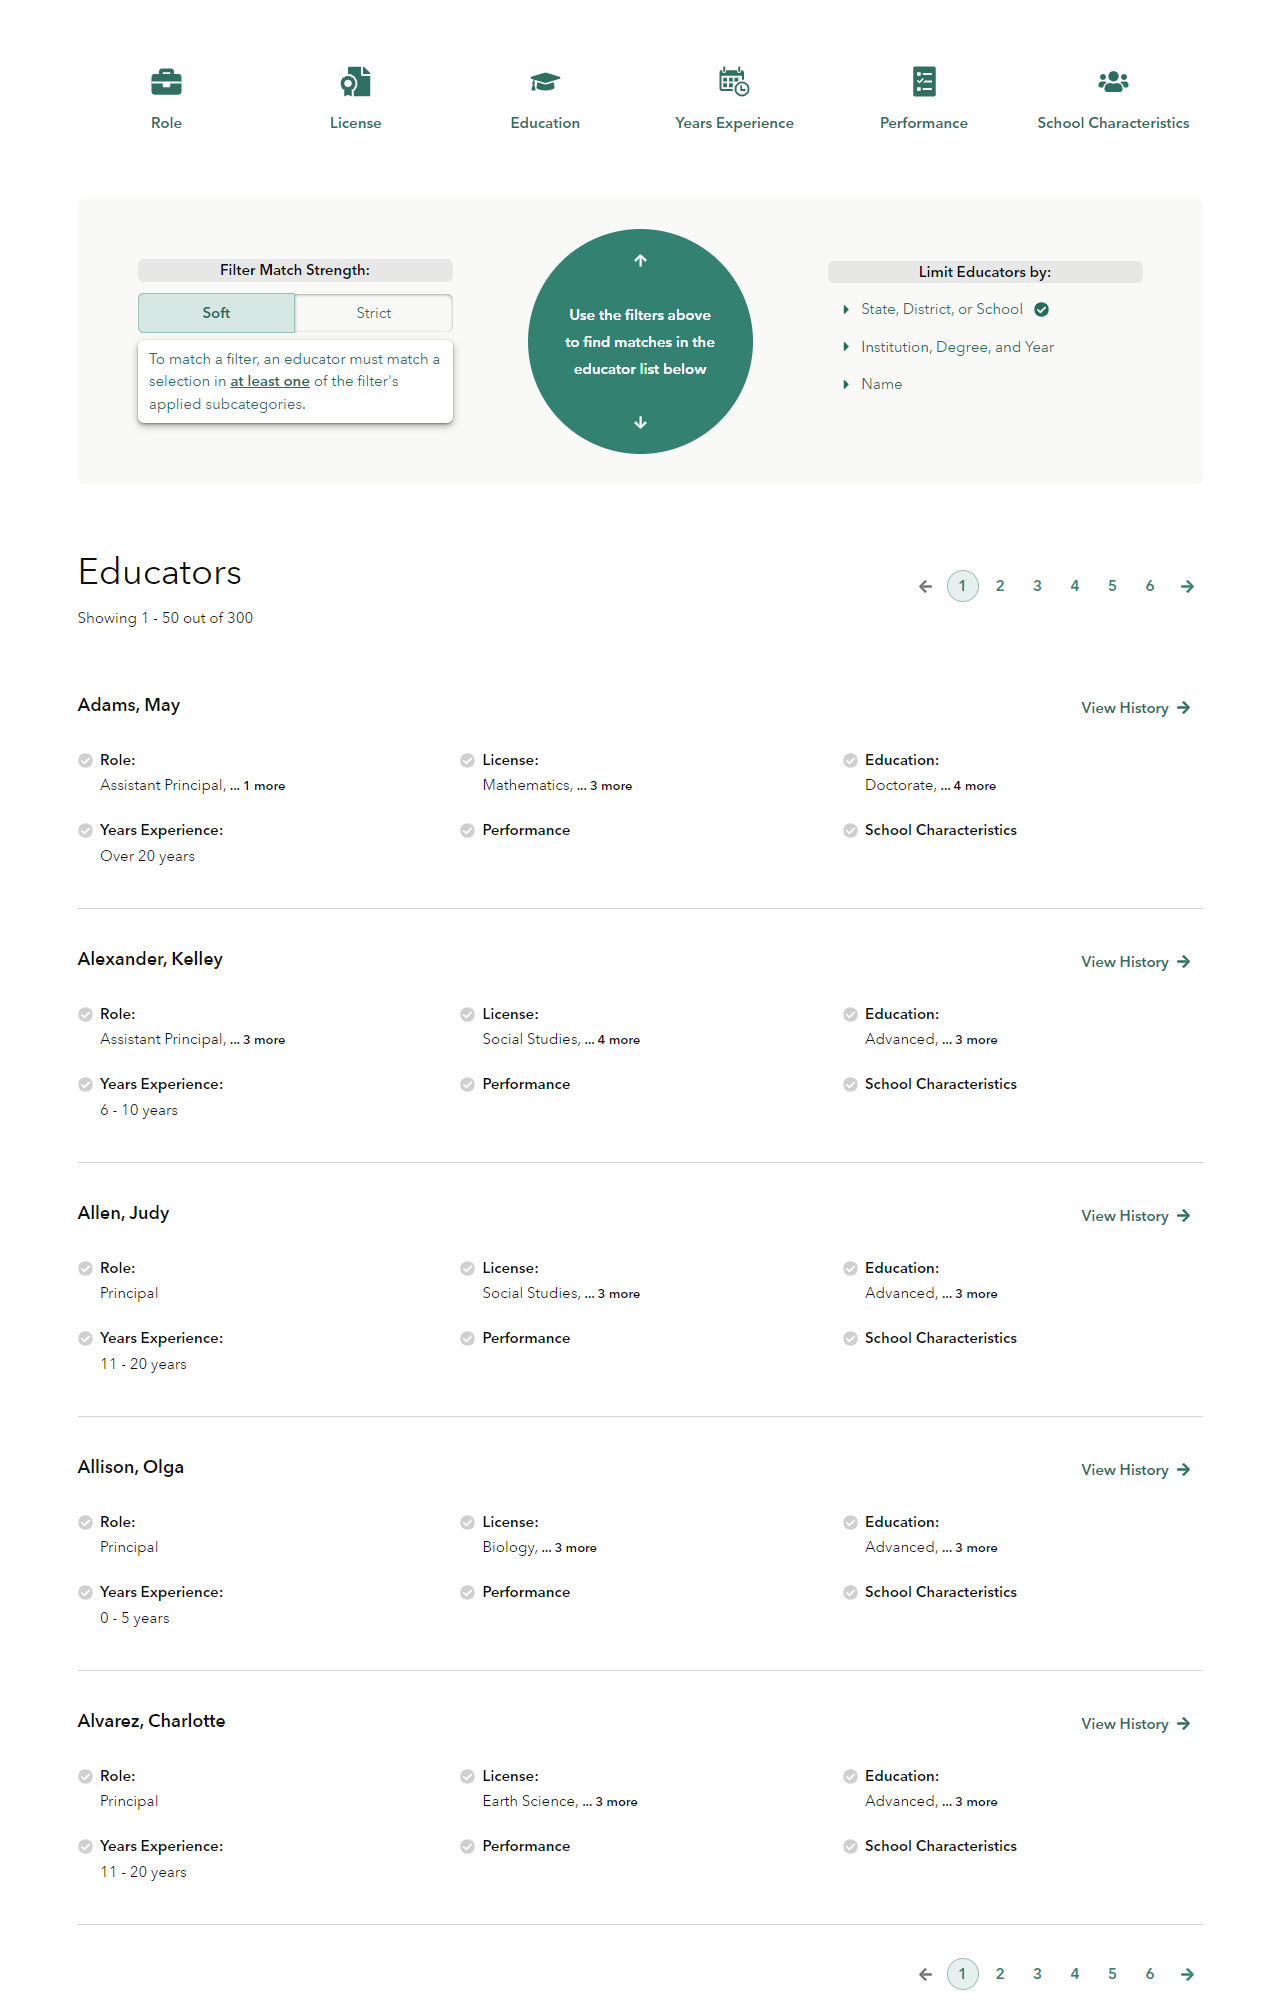 Role
License
Education
Years Experience
Performance
School Characteristics
Filter Match Strength:
Soft
Strict
To match a filter, an educator must match a
selection in at least one of the filter's
applied subcategories.
Use the filters above
to find matches in the
educator list below
Limit Educators by:
State, District, or School
Institution, Degree, and Year
Name
Educators
Showing 1 - 50 out of 300
1 2 3 4 5 6
Adams, May
View History
Role:
Assistant Principal, ... 1 more
License:
Mathematics, ... 3 more
Education:
Doctorate, ... 4 more
Years Experience:
Over 20 years
Performance
School Characteristics
Alexander, Kelley
View History
Role:
Assistant Principal, ... 3 more
License:
Social Studies, ... 4 more
Education:
Advanced, ... 3 more
Years Experience:
6 - 10 years
Performance
School Characteristics
Allen, Judy
View History
Role:
Principal
License:
Social Studies, ... 3 more
Education:
Advanced, ... 3 more
Years Experience:
11 - 20 years
Performance
School Characteristics
Allison, Olga
View History
Role:
Principal
License:
Biology, ... 3 more
Education:
Advanced, ... 3 more
Years Experience:
0 - 5 years
Performance
School Characteristics
Alvarez, Charlotte
View History
Role:
Principal
License:
Earth Science, ... 3 more
Education:
Advanced, ... 3 more
Years Experience:
11 - 20 years
Performance
School Characteristics
1 2 3 4 5 6